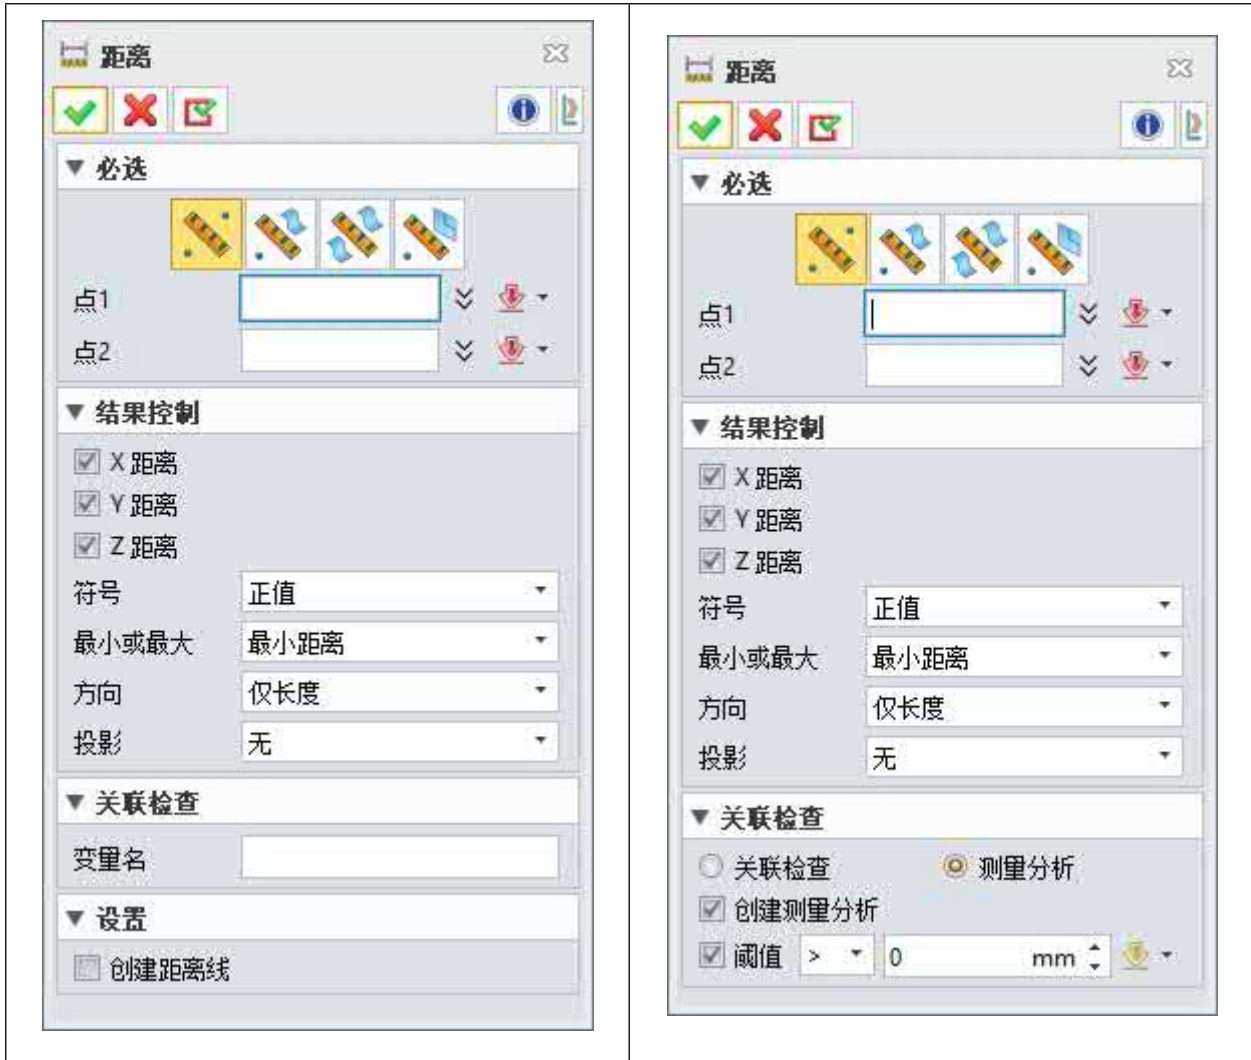 距离
必选
点1
点2
结果控制
X 距离
Y 距离
Z 距离
符号 正值
最小或最大 最小距离
方向 仅长度
投影 无
关联检查
变量名
设置
创建距离线
距离
必选
点1
点2
结果控制
X 距离
Y 距离
Z 距离
符号 正值
最小或最大 最小距离
方向 仅长度
投影 无
关联检查
关联检查 测量分析
创建测量分析
阈值 > 0 mm